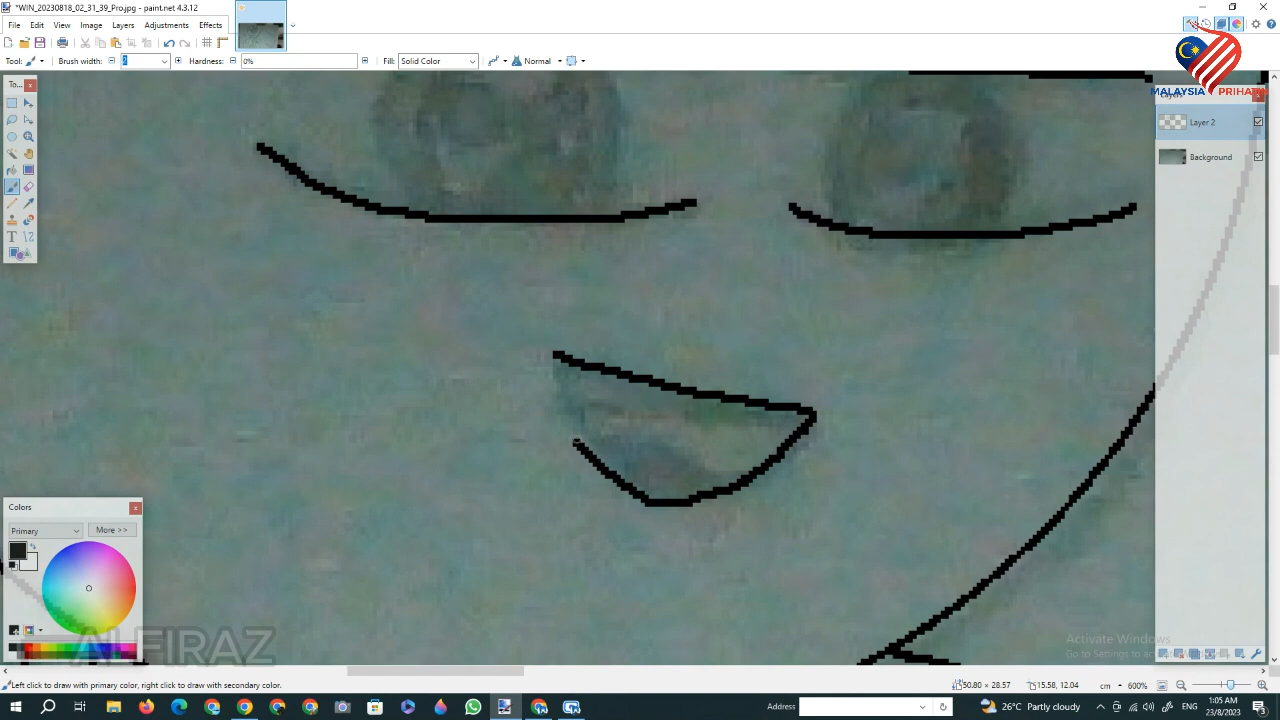 *WIN_20230818_02_31_39_Pro.jpg - paint.net 4.3.12
File Edit View Image Layers Adjustments Effects
Tool: Brush width: 2 Hardness: 0% Fill: Solid Color Normal
To...
MALAYSIA PRIHATIN
Layers
Layer 2
Background
Colors
Primary More >>
ALFIRAZ
Activate Windows
Go to Settings to activate Windows.
Left click to draw with primary color, right click to draw with secondary color.
50.80 × 28.57 15.58, 12.04 cm 600%
Address
26°C Partly cloudy
ENG
1:05 AM
23/8/2023